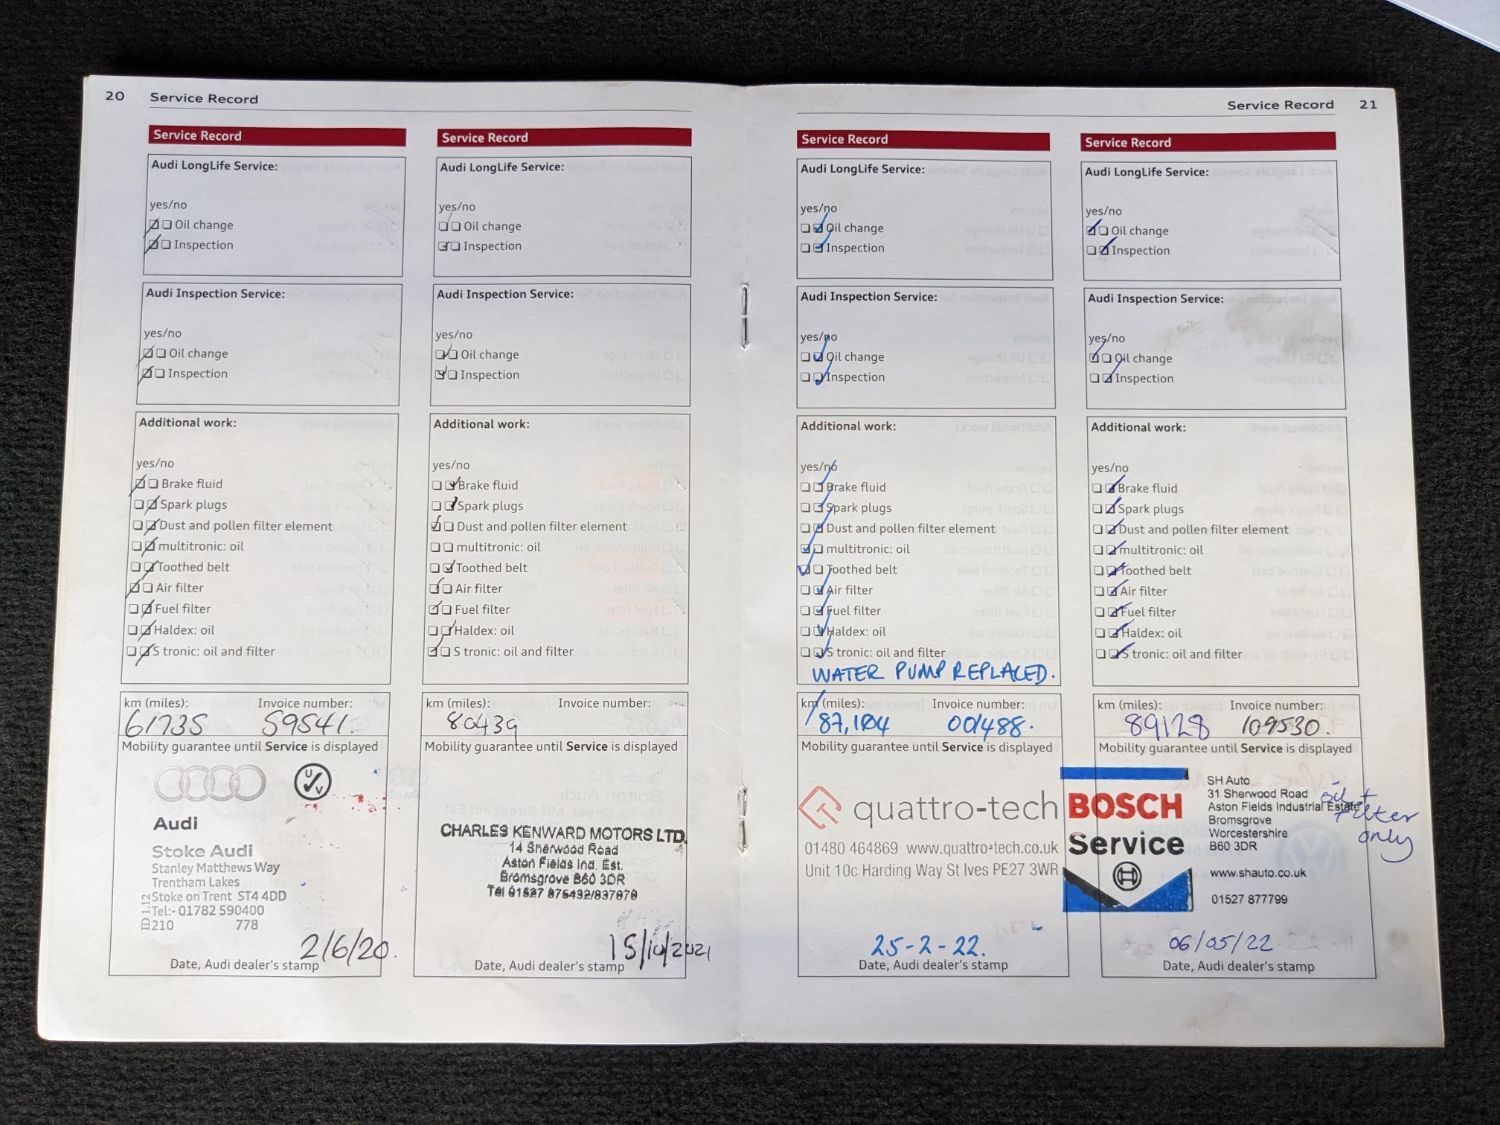 20 Service Record
Service Record
Audi LongLife Service:
yes/no
Oil change
Inspection
Audi Inspection Service:
yes/no
Oil change
Inspection
Additional work:
yes/no
Brake fluid
Spark plugs
Dust and pollen filter element
multitronic: oil
Toothed belt
Air filter
Fuel filter
Haldex: oil
S tronic: oil and filter
km (miles): Invoice number:
61735 59541.
Mobility guarantee until Service is displayed
Audi
Stoke Audi
Stanley Matthews Way
Trentham Lakes
Stoke on Trent ST4 4DD
Tel:- 01782 590400
210 778
2/6/20.
Date, Audi dealer's stamp
Service Record
Audi LongLife Service:
yes/no
Oil change
Inspection
Audi Inspection Service:
yes/no
Oil change
Inspection
Additional work:
yes/no
Brake fluid
Spark plugs
Dust and pollen filter element
multitronic: oil
Toothed belt
Air filter
Fuel filter
Haldex: oil
S tronic: oil and filter
km (miles): Invoice number:
80439
Mobility guarantee until Service is displayed
CHARLES KENWARD MOTORS LTD.
14 Sherwood Road
Aston Fields Ind. Est.
Bromsgrove B60 3DR
Tel 01527 875432/837878
15/10/2021
Date, Audi dealer's stamp
Service Record 21
Service Record
Audi LongLife Service:
yes/no
Oil change
Inspection
Audi Inspection Service:
yes/no
Oil change
Inspection
Additional work:
yes/no
Brake fluid
Spark plugs
Dust and pollen filter element
multitronic: oil
Toothed belt
Air filter
Fuel filter
Haldex: oil
S tronic: oil and filter
WATER PUMP REPLACED.
km (miles): Invoice number:
87,104 001488.
Mobility guarantee until Service is displayed
quattro-tech
01480 464869 www.quattro-tech.co.uk
Unit 10c Harding Way St Ives PE27 3WR
25-2-22.
Date, Audi dealer's stamp
Service Record
Audi LongLife Service:
yes/no
Oil change
Inspection
Audi Inspection Service:
yes/no
Oil change
Inspection
Additional work:
yes/no
Brake fluid
Spark plugs
Dust and pollen filter element
multitronic: oil
Toothed belt
Air filter
Fuel filter
Haldex: oil
S tronic: oil and filter
km (miles): Invoice number:
89128 109530.
Mobility guarantee until Service is displayed
BOSCH
Service
SH Auto
31 Sherwood Road
Aston Fields Industrial Estate
Bromsgrove
Worcestershire
B60 3DR
www.shauto.co.uk
01527 877799
oil +
filter
only
06/05/22
Date, Audi dealer's stamp